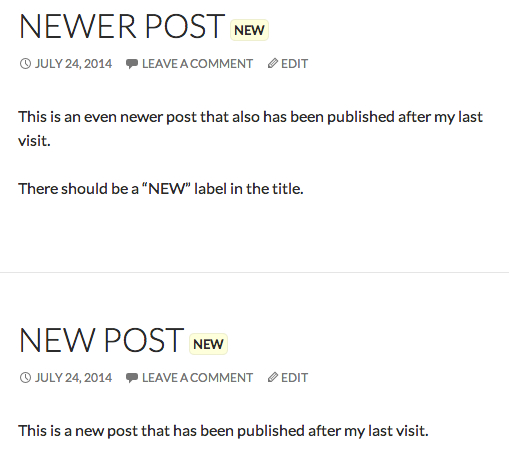 NEWER POST NEW
JULY 24, 2014 LEAVE A COMMENT EDIT
This is an even newer post that also has been published after my last
visit.
There should be a “NEW” label in the title.
NEW POST NEW
JULY 24, 2014 LEAVE A COMMENT EDIT
This is a new post that has been published after my last visit.